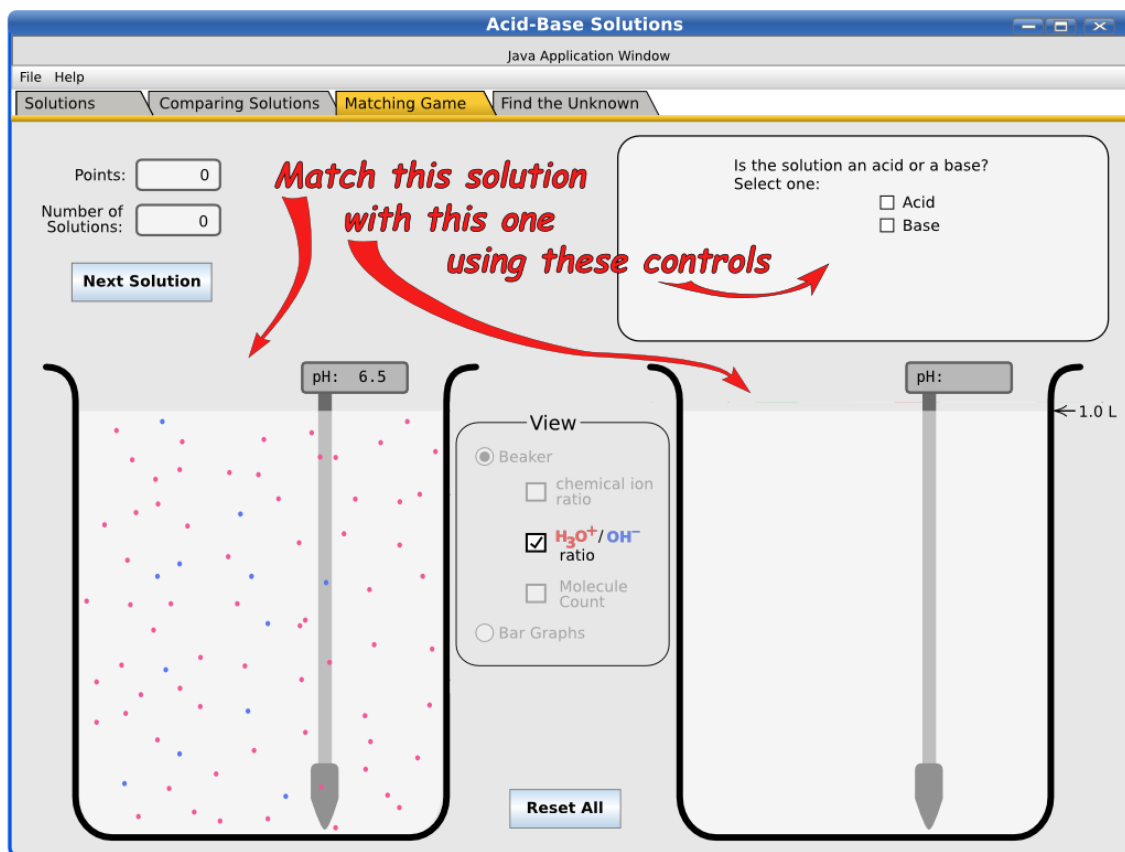 Acid-Base Solutions
Java Application Window
File Help
Solutions Comparing Solutions Matching Game Find the Unknown
Points: 0
Number of
Solutions: 0
Next Solution
Match this solution
with this one
using these controls
Is the solution an acid or a base?
Select one:
Acid
Base
pH: 6.5
pH:
1.0 L
View
Beaker
chemical ion
ratio
H₃O⁺/OH⁻
ratio
Molecule
Count
Bar Graphs
Reset All